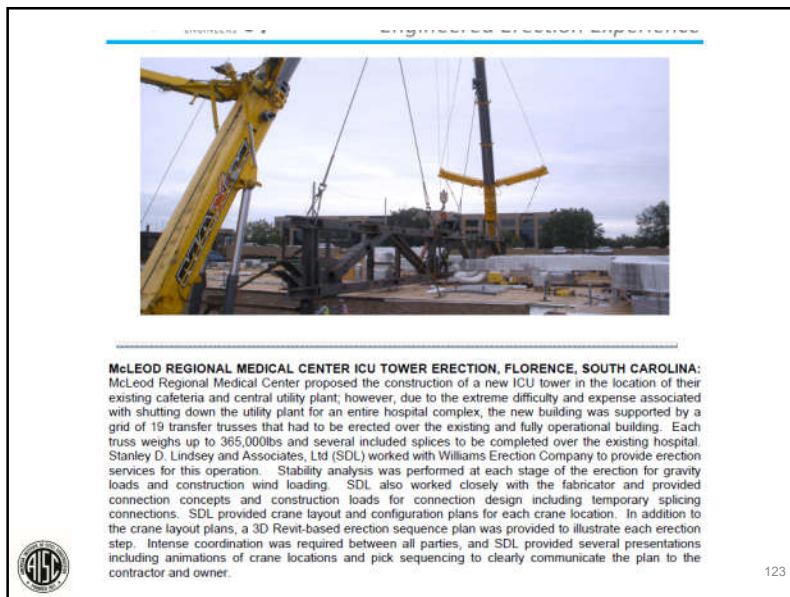 ENGINEERS
Engineered Erection Experience
MANITEX
McLEOD REGIONAL MEDICAL CENTER ICU TOWER ERECTION, FLORENCE, SOUTH CAROLINA:
McLeod Regional Medical Center proposed the construction of a new ICU tower in the location of their
existing cafeteria and central utility plant; however, due to the extreme difficulty and expense associated
with shutting down the utility plant for an entire hospital complex, the new building was supported by a
grid of 19 transfer trusses that had to be erected over the existing and fully operational building. Each
truss weighs up to 365,000lbs and several included splices to be completed over the existing hospital.
Stanley D. Lindsey and Associates, Ltd (SDL) worked with Williams Erection Company to provide erection
services for this operation. Stability analysis was performed at each stage of the erection for gravity
loads and construction wind loading. SDL also worked closely with the fabricator and provided
connection concepts and construction loads for connection design including temporary splicing
connections. SDL provided crane layout and configuration plans for each crane location. In addition to
the crane layout plans, a 3D Revit-based erection sequence plan was provided to illustrate each erection
step. Intense coordination was required between all parties, and SDL provided several presentations
including animations of crane locations and pick sequencing to clearly communicate the plan to the
contractor and owner.
AISC
123